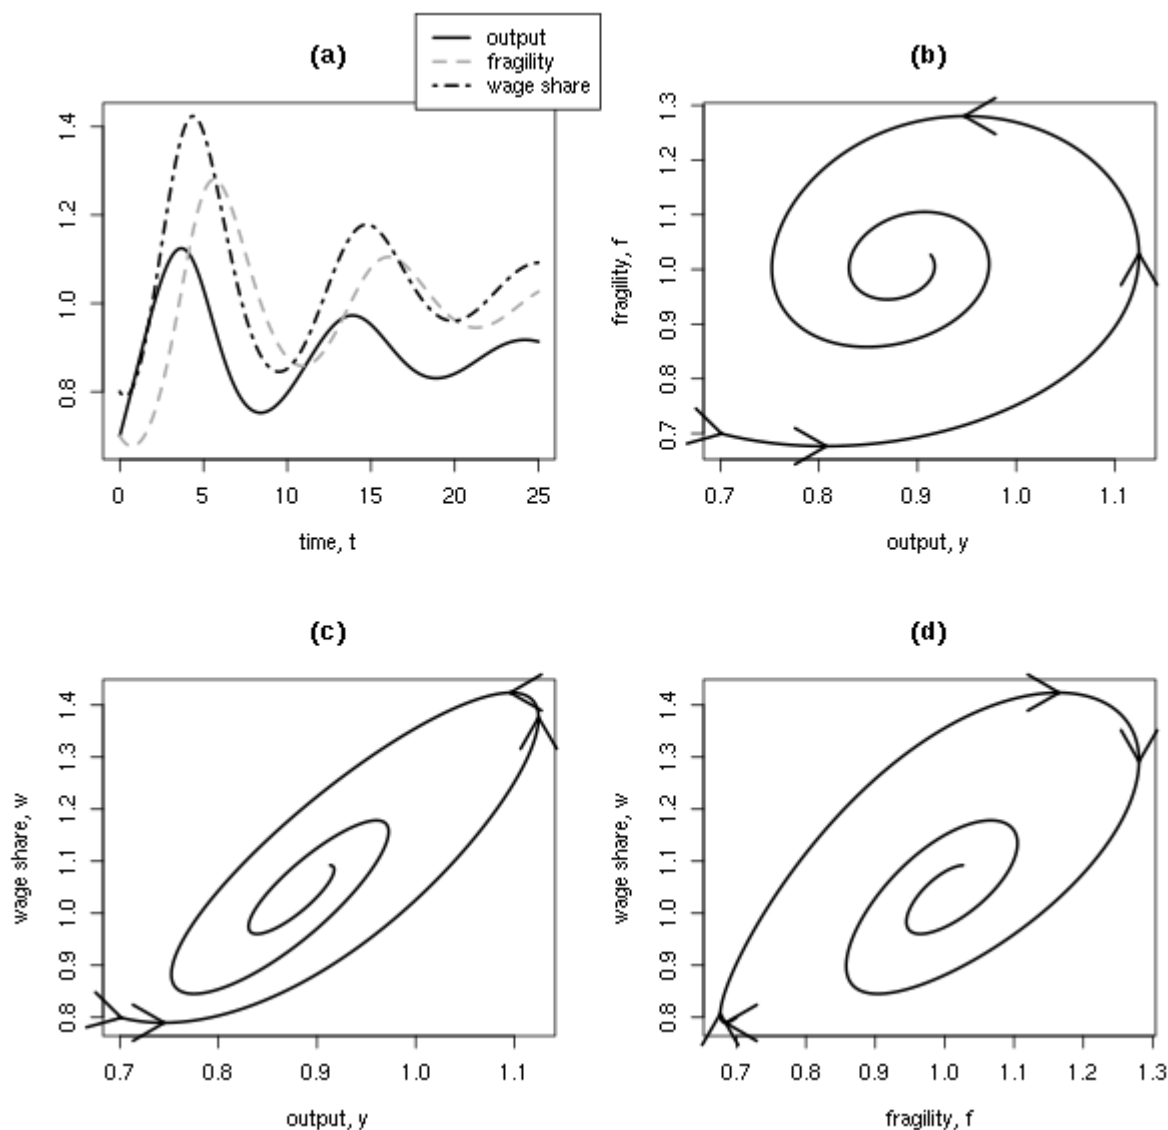 (a)
output
fragility
wage share
0.8 1.0 1.2 1.4
0 5 10 15 20 25
time, t
(b)
fragility, f
0.7 0.8 0.9 1.0 1.1 1.2 1.3
0.7 0.8 0.9 1.0 1.1
output, y
(c)
wage share, w
0.8 0.9 1.0 1.1 1.2 1.3 1.4
0.7 0.8 0.9 1.0 1.1
output, y
(d)
wage share, w
0.8 0.9 1.0 1.1 1.2 1.3 1.4
0.7 0.8 0.9 1.0 1.1 1.2 1.3
fragility, f